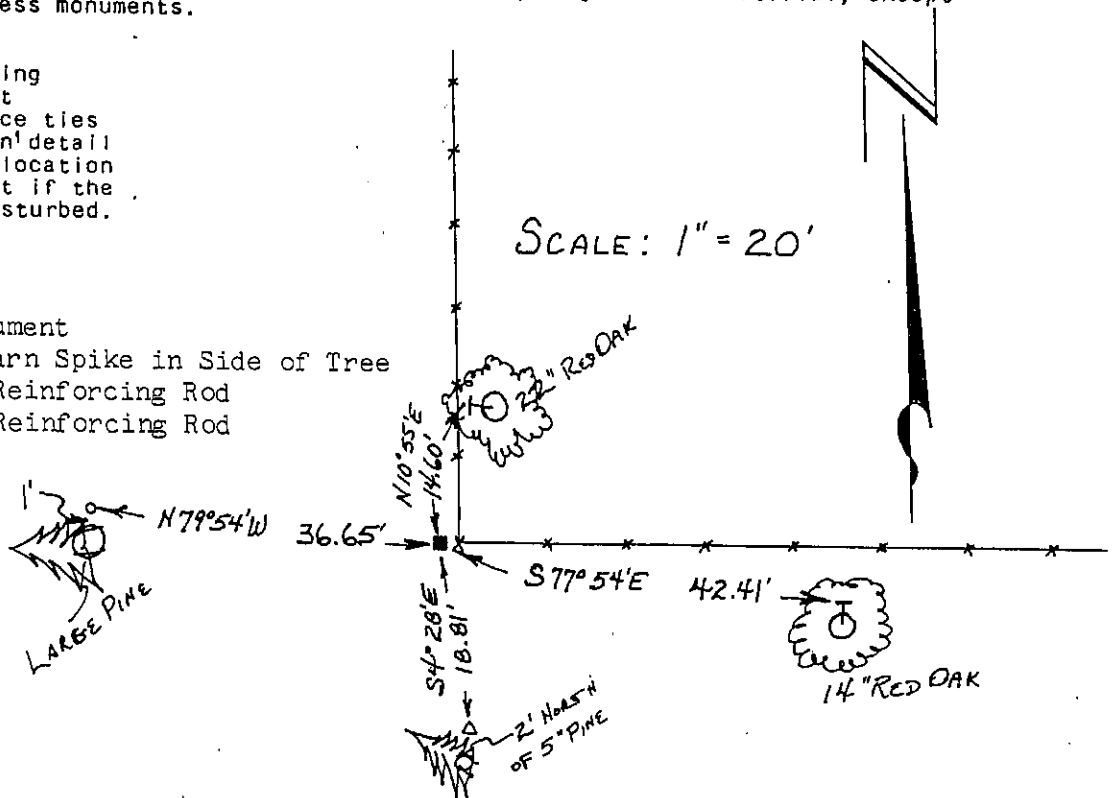 ess monuments.
ing
t
ce ties
n' detail
location
t if the
sturbed.
SCALE: 1" = 20'
ument
arn Spike in Side of Tree
Reinforcing Rod
Reinforcing Rod
22" RED OAK
N10°55'E
14.60'
1'
N79°54'W 36.65'
S77°54'E 42.41'
LARGE PINE
S4°28'E
18.81'
14" RED OAK
2' NORTH
OF 5" PINE